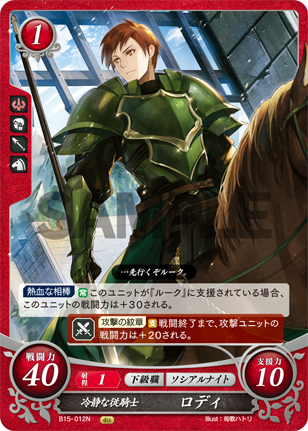 1
SAMPLE
…先行くぞルーク。
熱血な相棒 常 このユニットが『ルーク』に支援されている場合、
このユニットの戦闘力は+30される。
攻撃の紋章 支 戦闘終了まで、攻撃ユニットの
戦闘力は+20される。
戦闘力
40
射程 1 下級職 ソシアルナイト
支援力
10
冷静な従騎士 ロディ
B15-012N
Illust:匈歌ハトリ